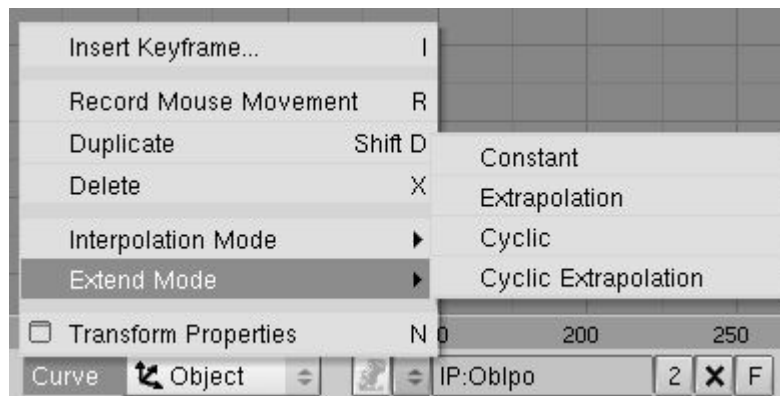 Insert Keyframe... I
Record Mouse Movement R
Duplicate Shift D
Delete X
Interpolation Mode
Extend Mode
Transform Properties N
Constant
Extrapolation
Cyclic
Cyclic Extrapolation
0 200 250
Curve Object IP:ObIpo 2 F